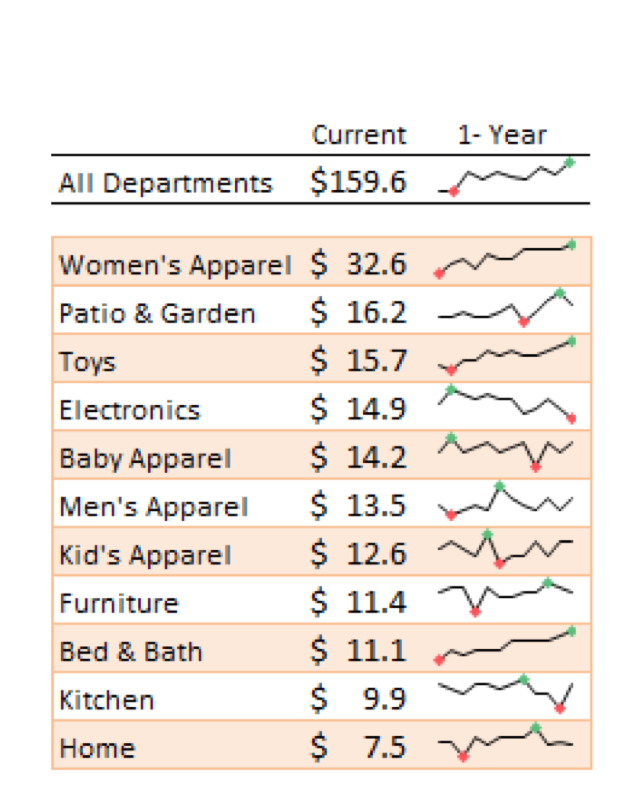 Current 1- Year
All Departments $159.6
Women's Apparel $ 32.6
Patio & Garden $ 16.2
Toys $ 15.7
Electronics $ 14.9
Baby Apparel $ 14.2
Men's Apparel $ 13.5
Kid's Apparel $ 12.6
Furniture $ 11.4
Bed & Bath $ 11.1
Kitchen $ 9.9
Home $ 7.5